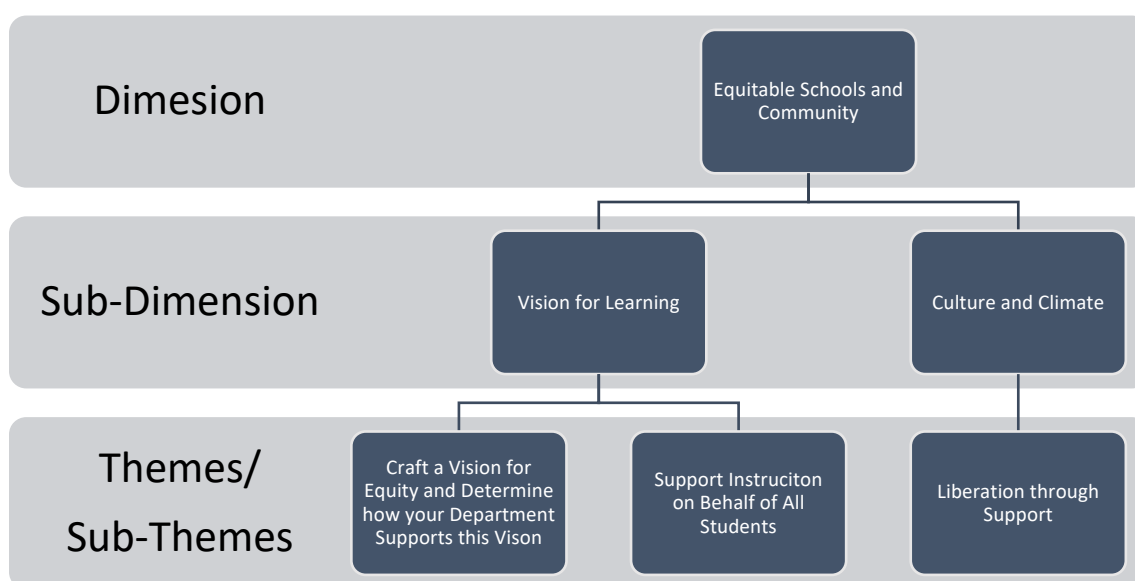 Dimesion
Equitable Schools and
Community
Sub-Dimension
Vision for Learning
Culture and Climate
Themes/
Sub-Themes
Craft a Vision for
Equity and Determine
how your Department
Supports this Vison
Support Instruciton
on Behalf of All
Students
Liberation through
Support